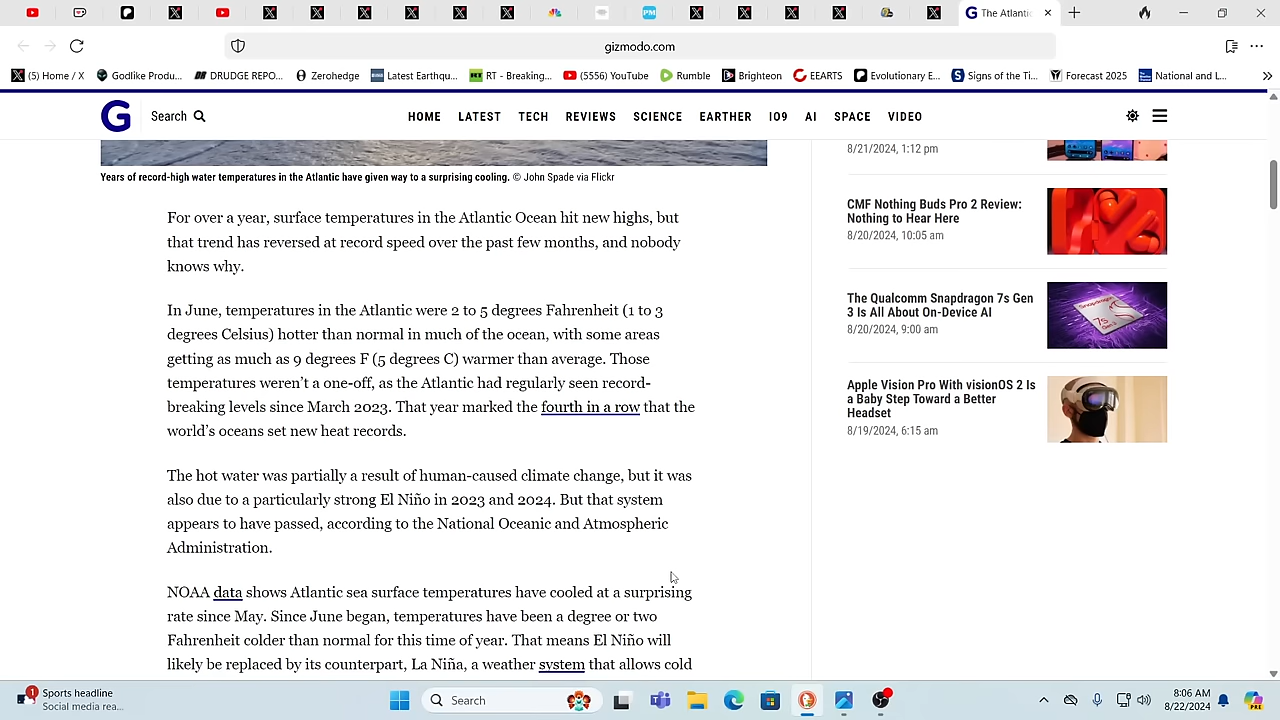 The Atlantic
gizmodo.com
(5) Home / X
Godlike Produ...
DRUDGE REPO...
Zerohedge
Latest Earthqu...
RT - Breaking...
(5556) YouTube
Rumble
Brighteon
EEARTS
Evolutionary E...
Signs of the Ti...
Forecast 2025
National and L...
G
Search
HOME
LATEST
TECH
REVIEWS
SCIENCE
EARTHER
IO9
AI
SPACE
VIDEO
Years of record-high water temperatures in the Atlantic have given way to a surprising cooling. © John Spade via Flickr
For over a year, surface temperatures in the Atlantic Ocean hit new highs, but
that trend has reversed at record speed over the past few months, and nobody
knows why.
In June, temperatures in the Atlantic were 2 to 5 degrees Fahrenheit (1 to 3
degrees Celsius) hotter than normal in much of the ocean, with some areas
getting as much as 9 degrees F (5 degrees C) warmer than average. Those
temperatures weren't a one-off, as the Atlantic had regularly seen record-
breaking levels since March 2023. That year marked the fourth in a row that the
world's oceans set new heat records.
The hot water was partially a result of human-caused climate change, but it was
also due to a particularly strong El Niño in 2023 and 2024. But that system
appears to have passed, according to the National Oceanic and Atmospheric
Administration.
NOAA data shows Atlantic sea surface temperatures have cooled at a surprising
rate since May. Since June began, temperatures have been a degree or two
Fahrenheit colder than normal for this time of year. That means El Niño will
likely be replaced by its counterpart, La Niña, a weather system that allows cold
8/21/2024, 1:12 pm
CMF Nothing Buds Pro 2 Review:
Nothing to Hear Here
8/20/2024, 10:05 am
The Qualcomm Snapdragon 7s Gen
3 Is All About On-Device AI
8/20/2024, 9:00 am
Apple Vision Pro With visionOS 2 Is
a Baby Step Toward a Better
Headset
8/19/2024, 6:15 am
1
Sports headline
Social media rea...
Search
8:06 AM
8/22/2024